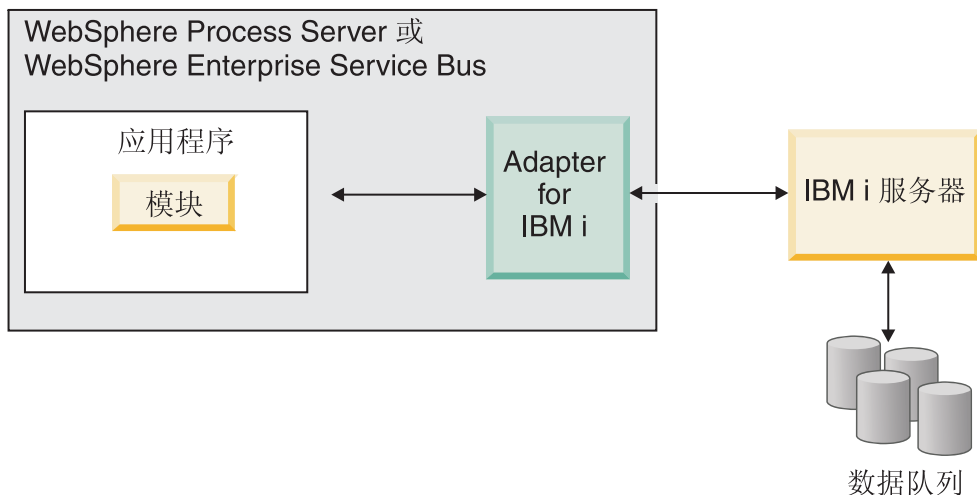 WebSphere Process Server 或
WebSphere Enterprise Service Bus
应用程序
模块
Adapter
for
IBM i
IBM i 服务器
数据队列